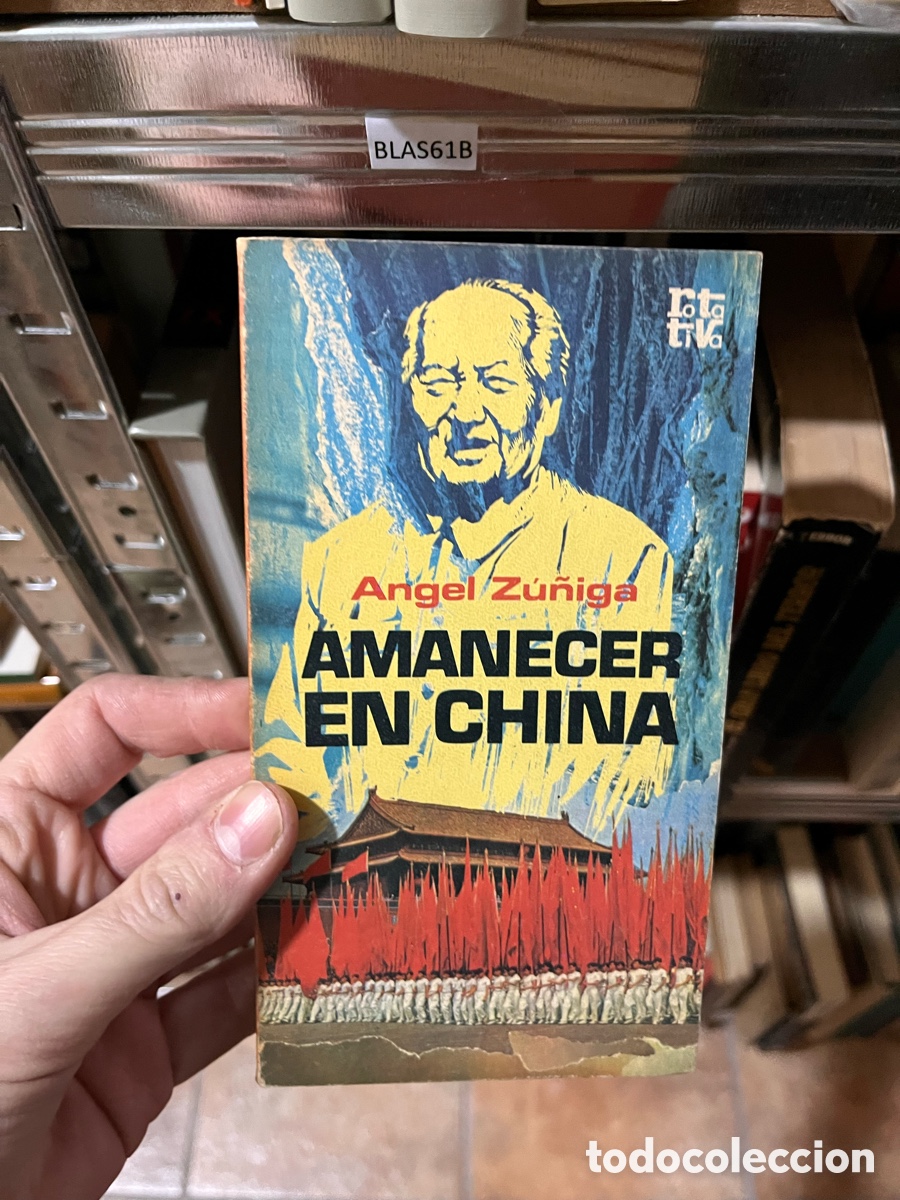 BLAS61B
rota
tiva
Angel Zúñiga
AMANECER
EN CHINA
todocoleccion